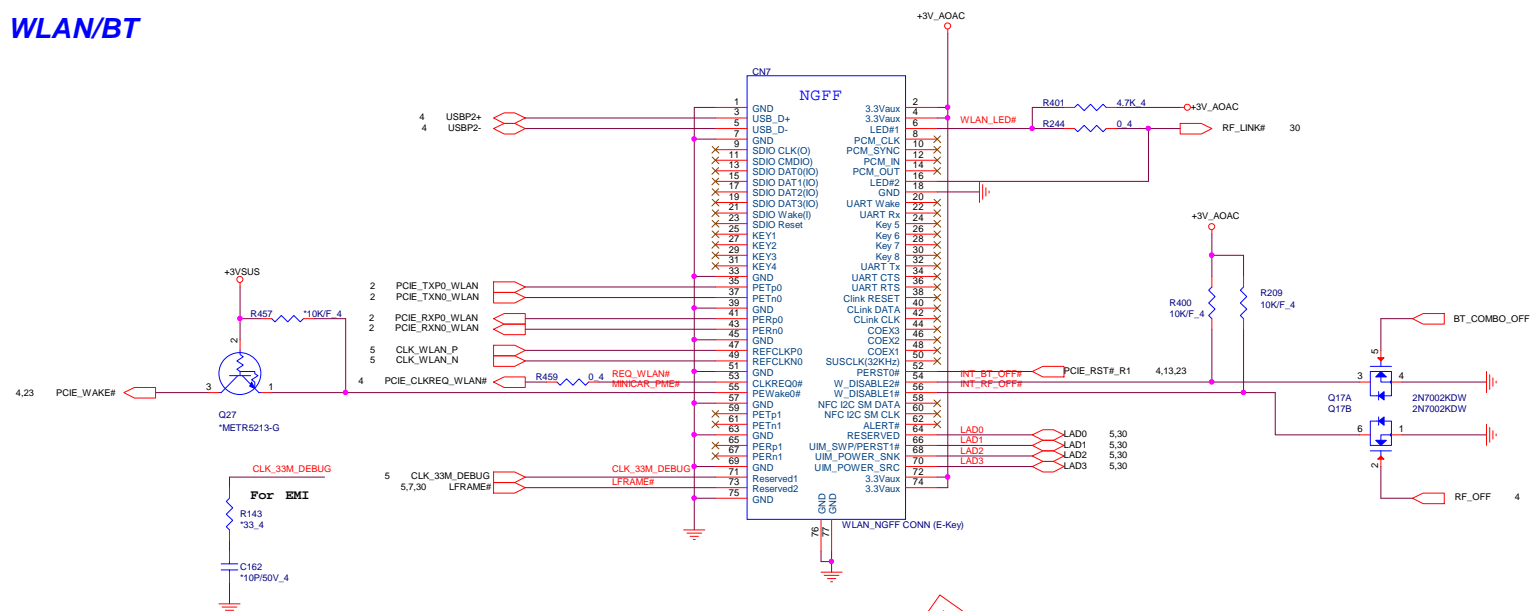 WLAN/BT
+3V_AOAC
CN7
NGFF
1 GND
3 USB_D+
5 USB_D-
7 GND
9 SDIO CLK(O)
11 SDIO CMDIO)
13 SDIO DAT0(IO)
15 SDIO DAT1(IO)
17 SDIO DAT2(IO)
19 SDIO DAT3(IO)
21 SDIO Wake(I)
23 SDIO Reset
25 KEY1
27 KEY2
29 KEY3
31 KEY4
33 GND
35 PETp0
37 PETn0
39 GND
41 PERp0
43 PERn0
45 GND
47 REFCLKP0
49 REFCLKN0
51 GND
53 CLKREQ0#
55 PEWake0#
57 GND
59 PETp1
61 PETn1
63 GND
65 PERp1
67 PERn1
69 GND
71 Reserved1
73 Reserved2
75 GND
3.3Vaux 2
3.3Vaux 4
LED#1 6
PCM_CLK 8
PCM_SYNC 10
PCM_IN 12
PCM_OUT 14
LED#2 16
GND 18
UART Wake 20
UART Rx 22
Key 5 24
Key 6 26
Key 7 28
Key 8 30
UART Tx 32
UART CTS 34
UART RTS 36
Clink RESET 38
CLink DATA 40
CLink CLK 42
COEX3 44
COEX2 46
COEX1 48
SUSCLK(32KHz) 50
PERST0# 52
W_DISABLE2# 54
W_DISABLE1# 56
NFC I2C SM DATA 58
NFC I2C SM CLK 60
ALERT# 62
RESERVED 64
UIM_SWP/PERST1# 66
UIM_POWER_SNK 68
UIM_POWER_SRC 70
3.3Vaux 72
3.3Vaux 74
GND 76
GND 77
WLAN_NGFF CONN (E-Key)
4 USBP2+
4 USBP2-
2 PCIE_TXP0_WLAN
2 PCIE_TXN0_WLAN
2 PCIE_RXP0_WLAN
2 PCIE_RXN0_WLAN
5 CLK_WLAN_P
5 CLK_WLAN_N
4 PCIE_CLKREQ_WLAN# R459 0_4 REQ_WLAN#
MINICAR_PME#
+3VSUS
R457 *10K/F_4
2
3
1
4,23 PCIE_WAKE#
Q27
*METR5213-G
CLK_33M_DEBUG
For EMI
R143
*33_4
C162
*10P/50V_4
5 CLK_33M_DEBUG CLK_33M_DEBUG
5,7,30 LFRAME# LFRAME#
R401 4.7K_4 +3V_AOAC
WLAN_LED#
R244 0_4 RF_LINK# 30
+3V_AOAC
R400
10K/F_4
R209
10K/F_4
PCIE_RST#_R1 4,13,23
INT_BT_OFF#
INT_RF_OFF#
BT_COMBO_OFF
5
3
4
Q17A 2N7002KDW
Q17B 2N7002KDW
6
1
2
RF_OFF 4
LAD0 LAD0 5,30
LAD1 LAD1 5,30
LAD2 LAD2 5,30
LAD3 LAD3 5,30